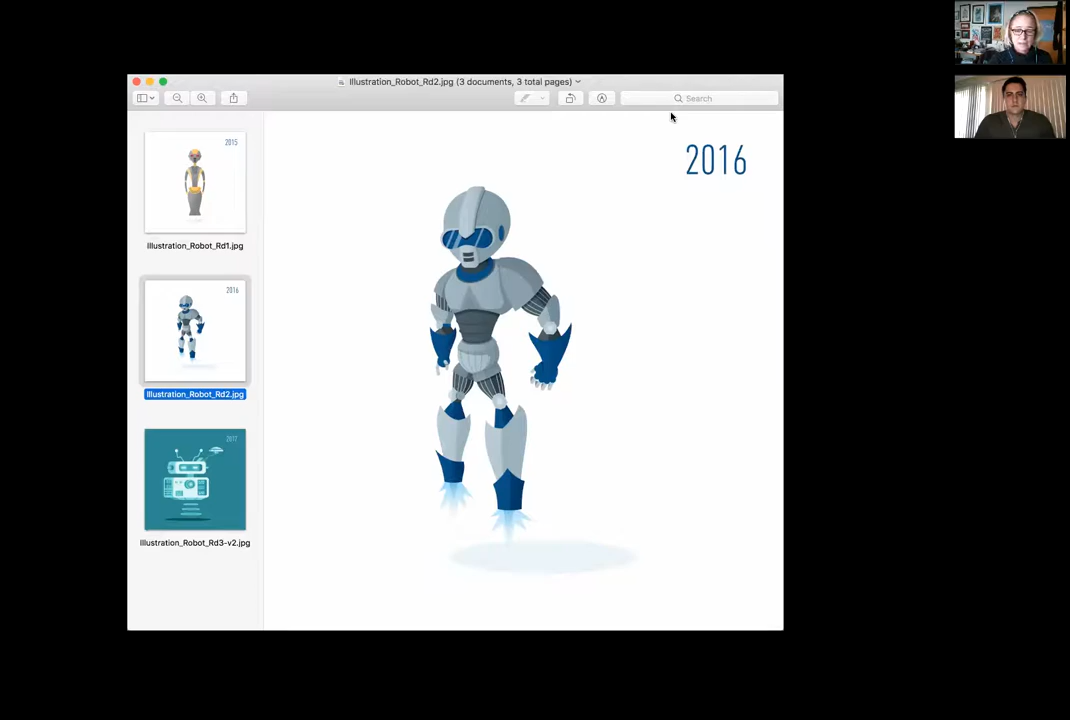 Illustration_Robot_Rd2.jpg (3 documents, 3 total pages)
Search
2015
Illustration_Robot_Rd1.jpg
2016
Illustration_Robot_Rd2.jpg
2017
Illustration_Robot_Rd3-v2.jpg
2016